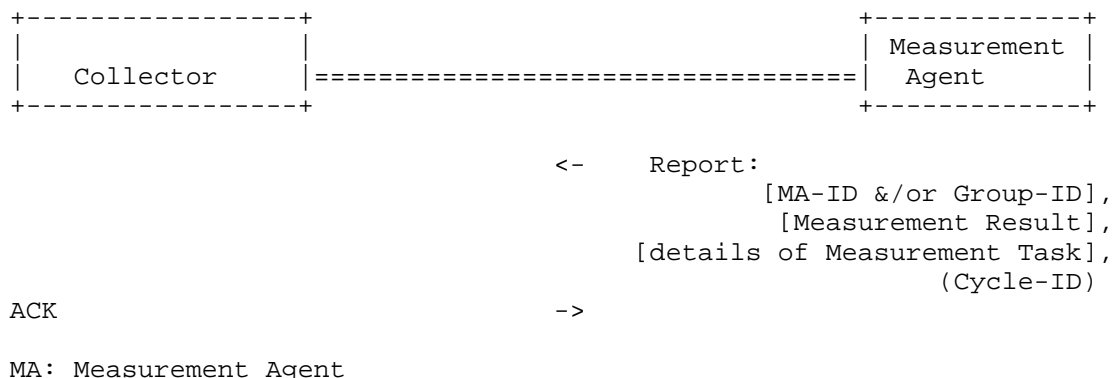 +-----------------+                                  +-------------+
|                 |                                  | Measurement |
|    Collector    |==================================|   Agent     |
+-----------------+                                  +-------------+
<-    Report:
[MA-ID &/or Group-ID],
[Measurement Result],
[details of Measurement Task],
(Cycle-ID)
ACK                               ->
MA: Measurement Agent